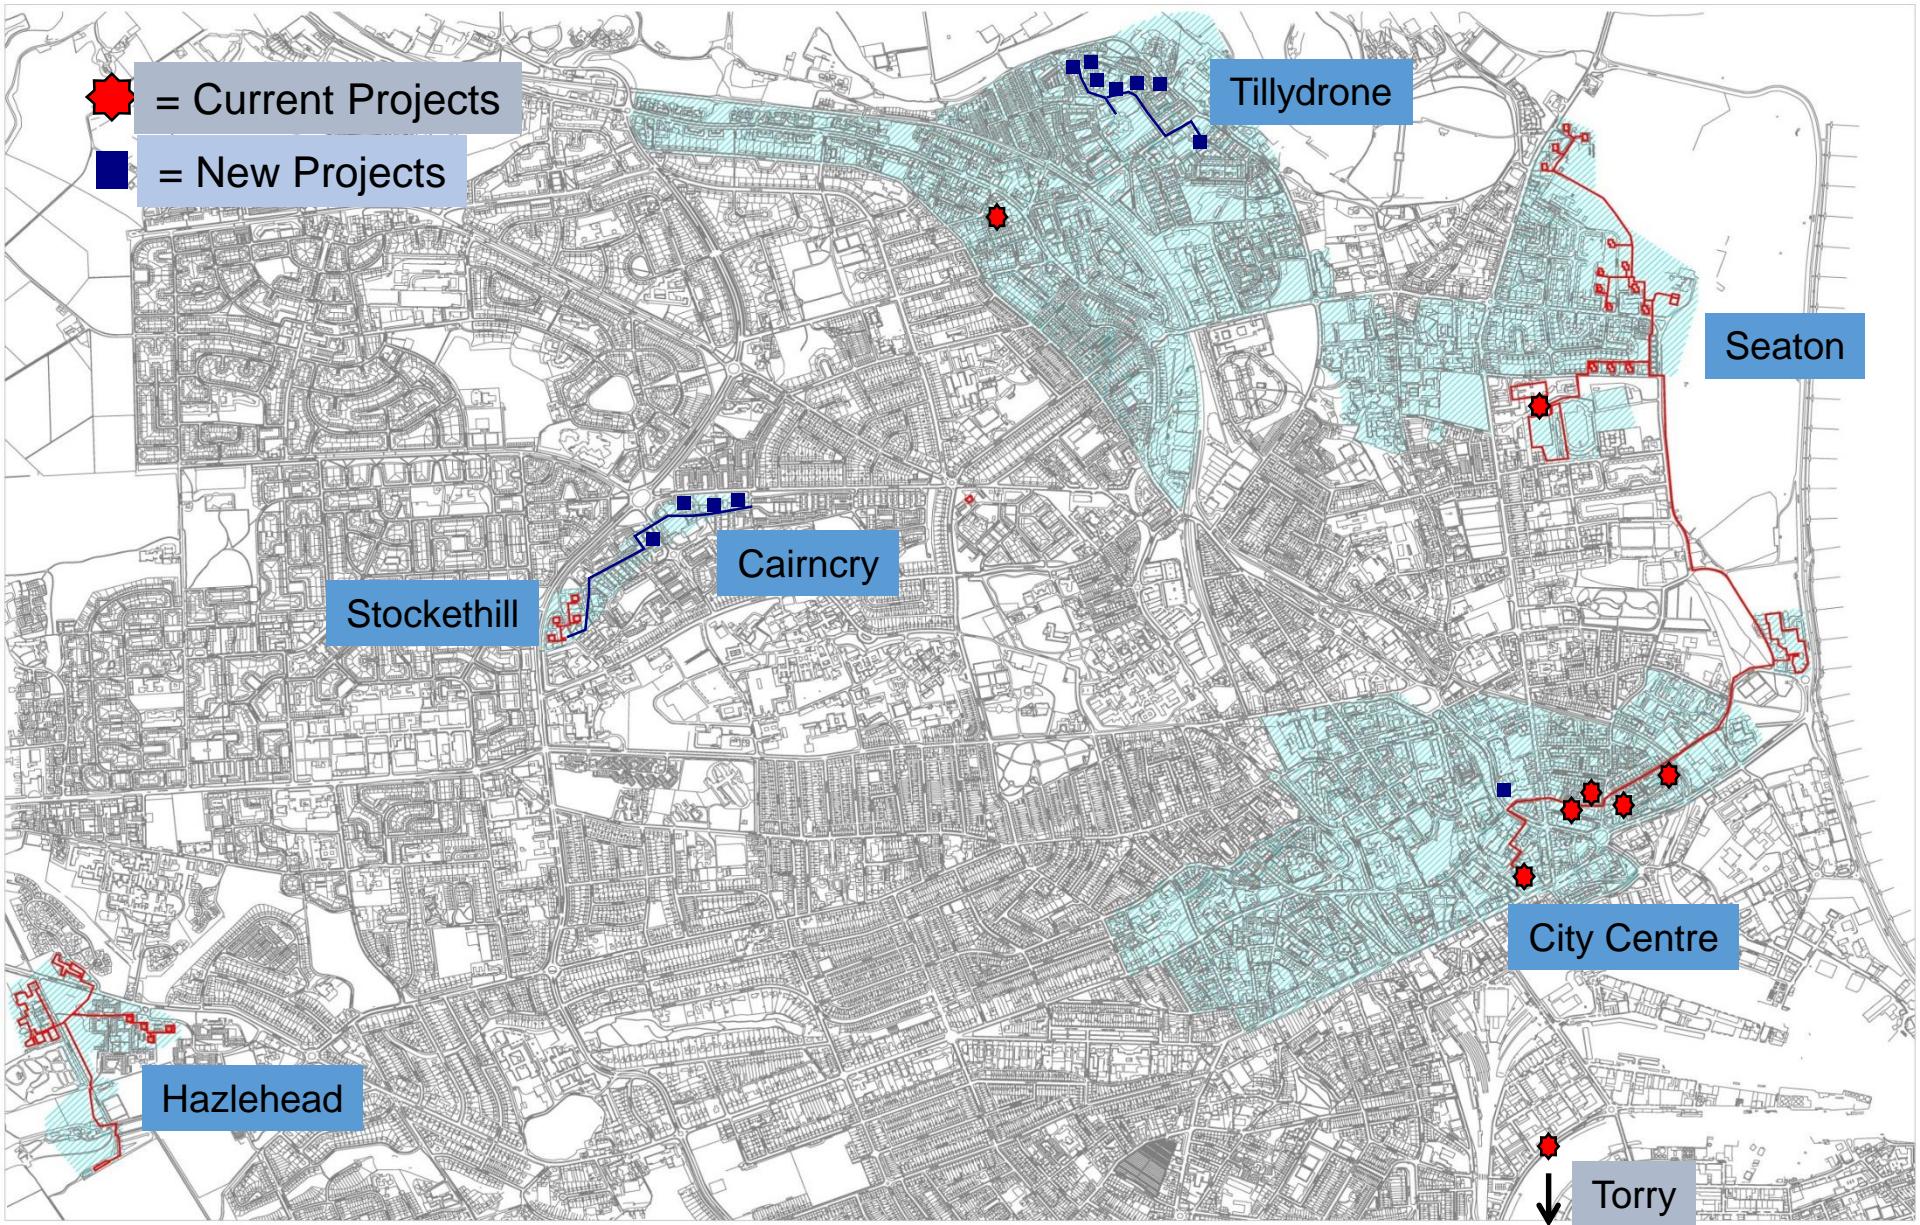 = Current Projects
= New Projects
Tillydrone
Seaton
Cairncry
Stockethill
City Centre
Hazlehead
Torry